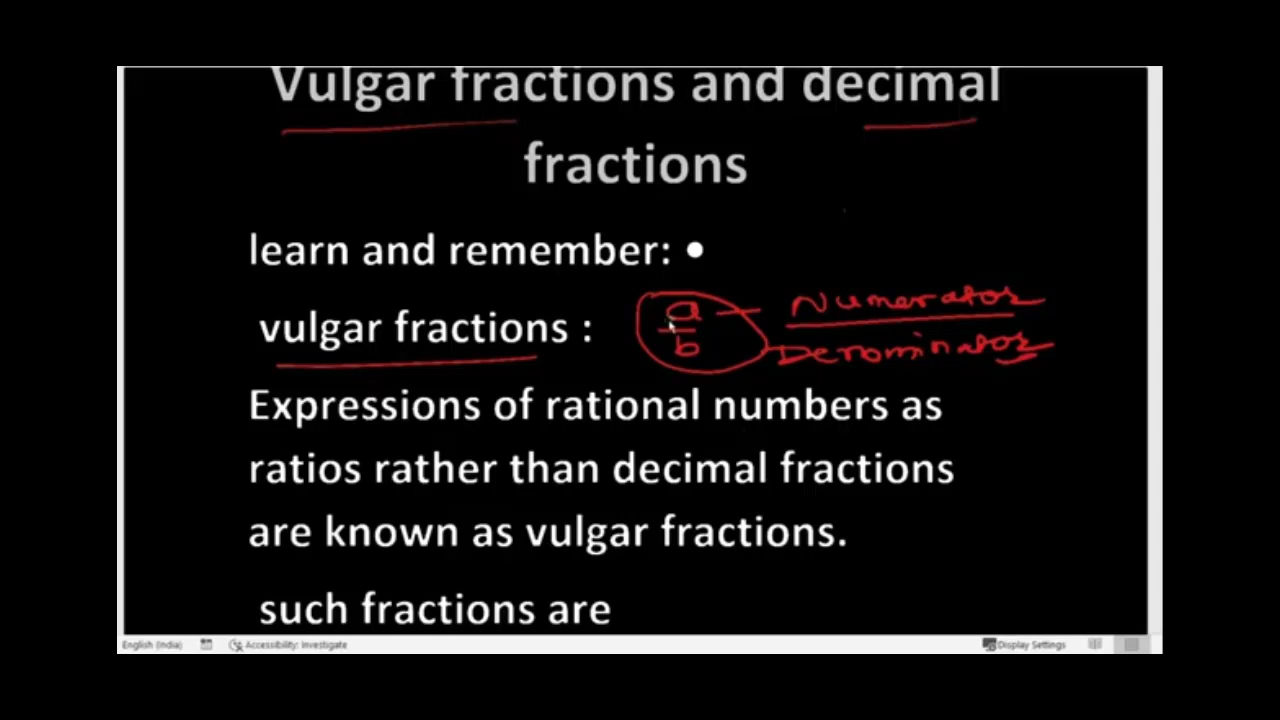 Vulgar fractions and decimal
fractions
learn and remember: •
vulgar fractions :
a
b
Numerator
Denominator
Expressions of rational numbers as
ratios rather than decimal fractions
are known as vulgar fractions.
such fractions are
English (India) Accessibility: Investigate Display Settings